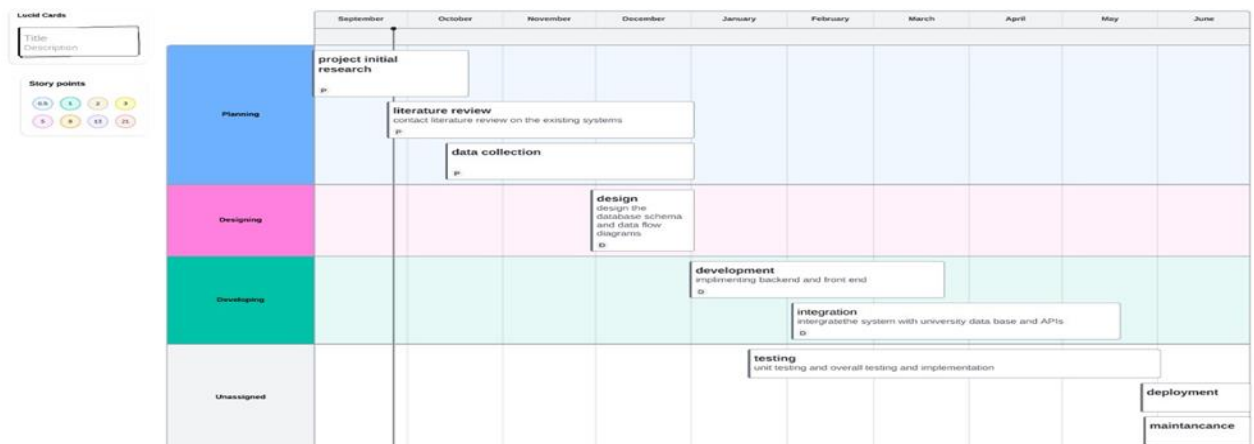 Lucid Cards
Title
Description
Story points
0.5 1 2 3
5 8 13 21
September October November December January February March April May June
Planning
project initial
research
P
literature review
contact literature review on the existing systems
P
data collection
P
Designing
design
design the
database schema
and data flow
diagrams
D
Developing
development
implimenting backend and front end
D
integration
intergratethe system with university data base and APIs
D
Unassigned
testing
unit testing and overall testing and implementation
deployment
maintancance